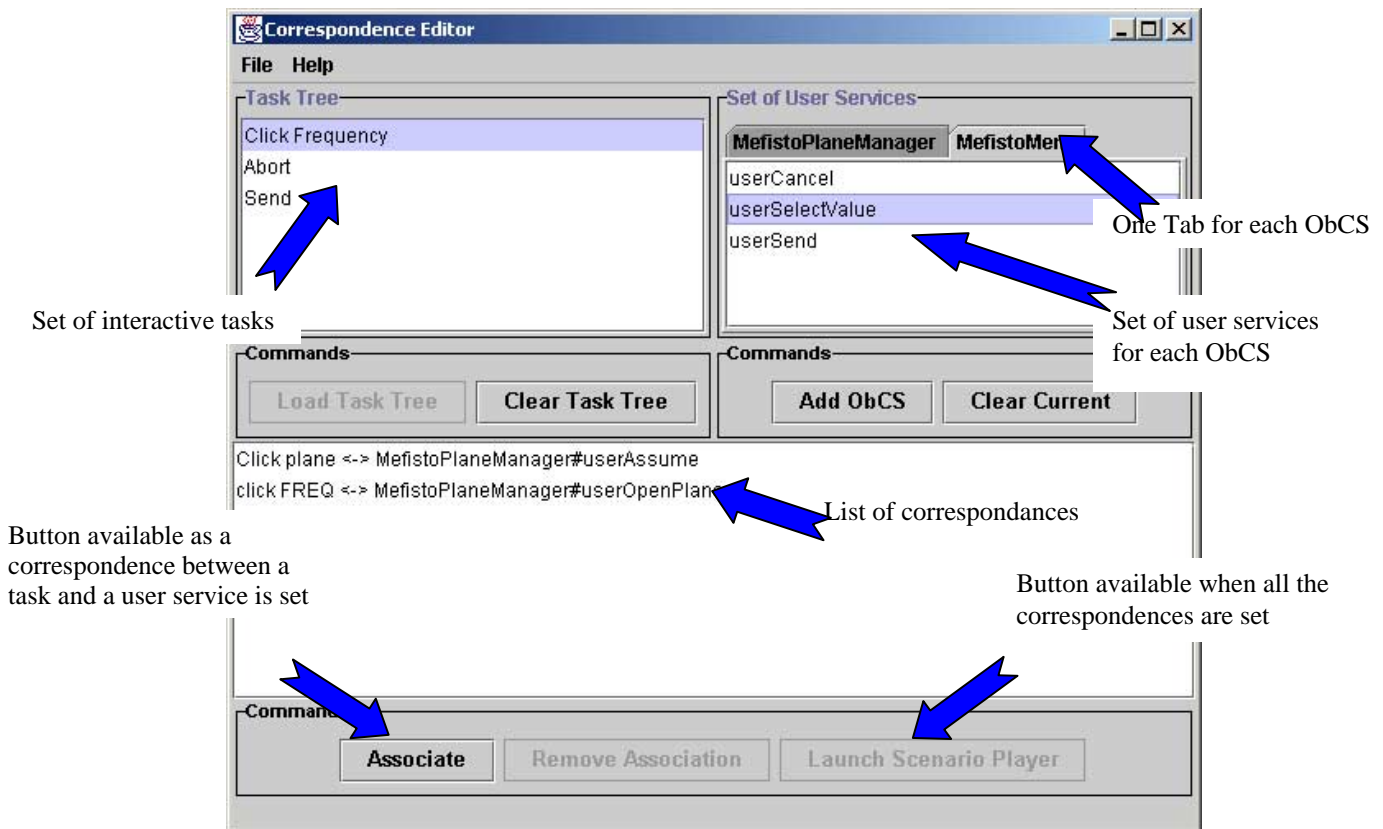 Correspondence Editor
File Help
Task Tree
Set of User Services
Click Frequency
Abort
Send
MefistoPlaneManager
userCancel
userSelectValue
userSend
One Tab for each ObCS
Set of interactive tasks
Set of user services
for each ObCS
Commands
Commands
Load Task Tree
Clear Task Tree
Add ObCS
Clear Current
Click plane <-> MefistoPlaneManager#userAssume
click FREQ <-> MefistoPlaneManager#userOpenPlan
List of correspondances
Button available as a
correspondence between a
task and a user service is set
Button available when all the
correspondences are set
Associate
Remove Association
Launch Scenario Player